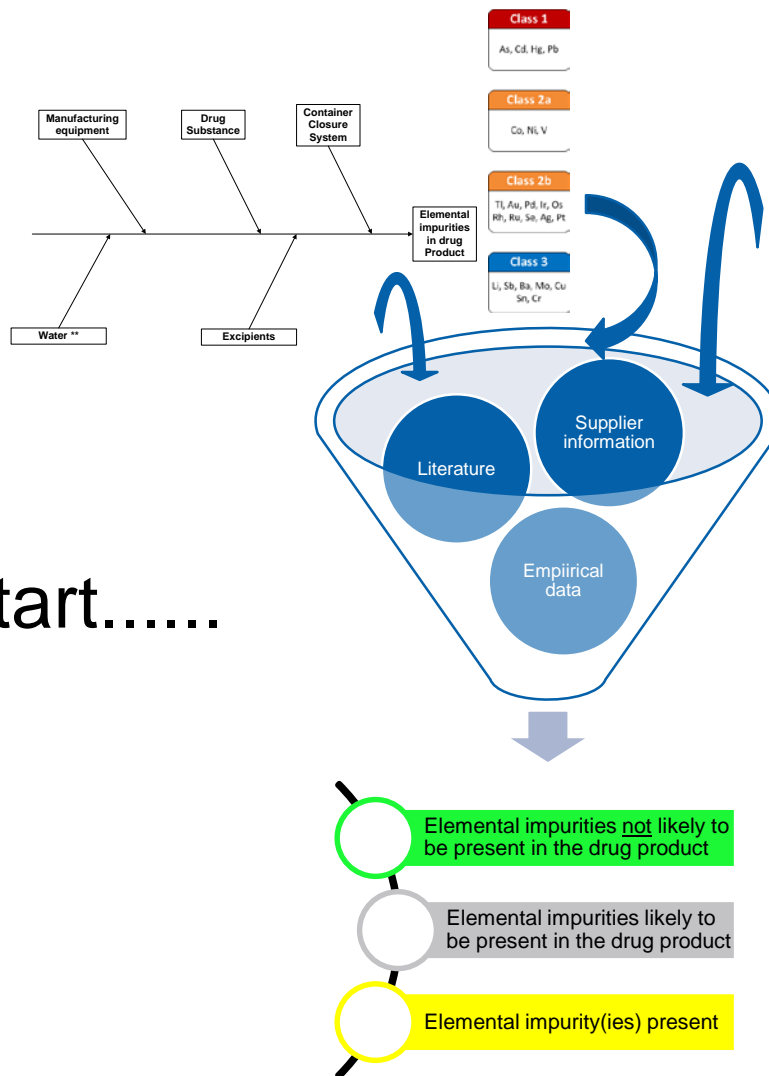 Class 1
As, Cd, Hg, Pb
Class 2a
Co, Ni, V
Class 2b
Tl, Au, Pd, Ir, Os
Rh, Ru, Se, Ag, Pt
Class 3
Li, Sb, Ba, Mo, Cu
Sn, Cr
Manufacturing
equipment
Drug
Substance
Container
Closure
System
Elemental
impurities
in drug
Product
Water **
Excipients
Literature
Supplier
information
Empiirical
data
tart......
Elemental impurities not likely to
be present in the drug product
Elemental impurities likely to
be present in the drug product
Elemental impurity(ies) present